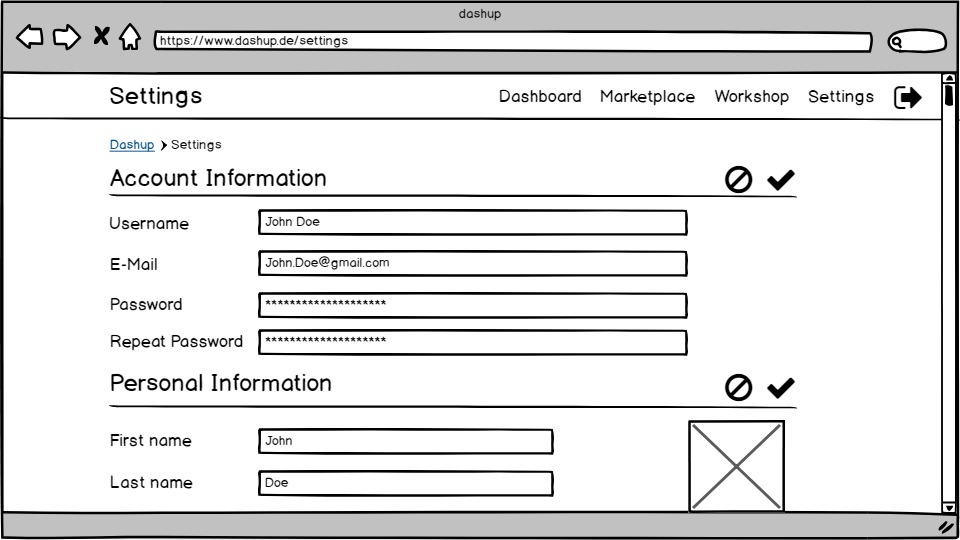 dashup
https://www.dashup.de/settings
Settings Dashboard Marketplace Workshop Settings
Dashup Settings
Account Information
Username John Doe
E-Mail John.Doe@gmail.com
Password ********************
Repeat Password ********************
Personal Information
First name John
Last name Doe